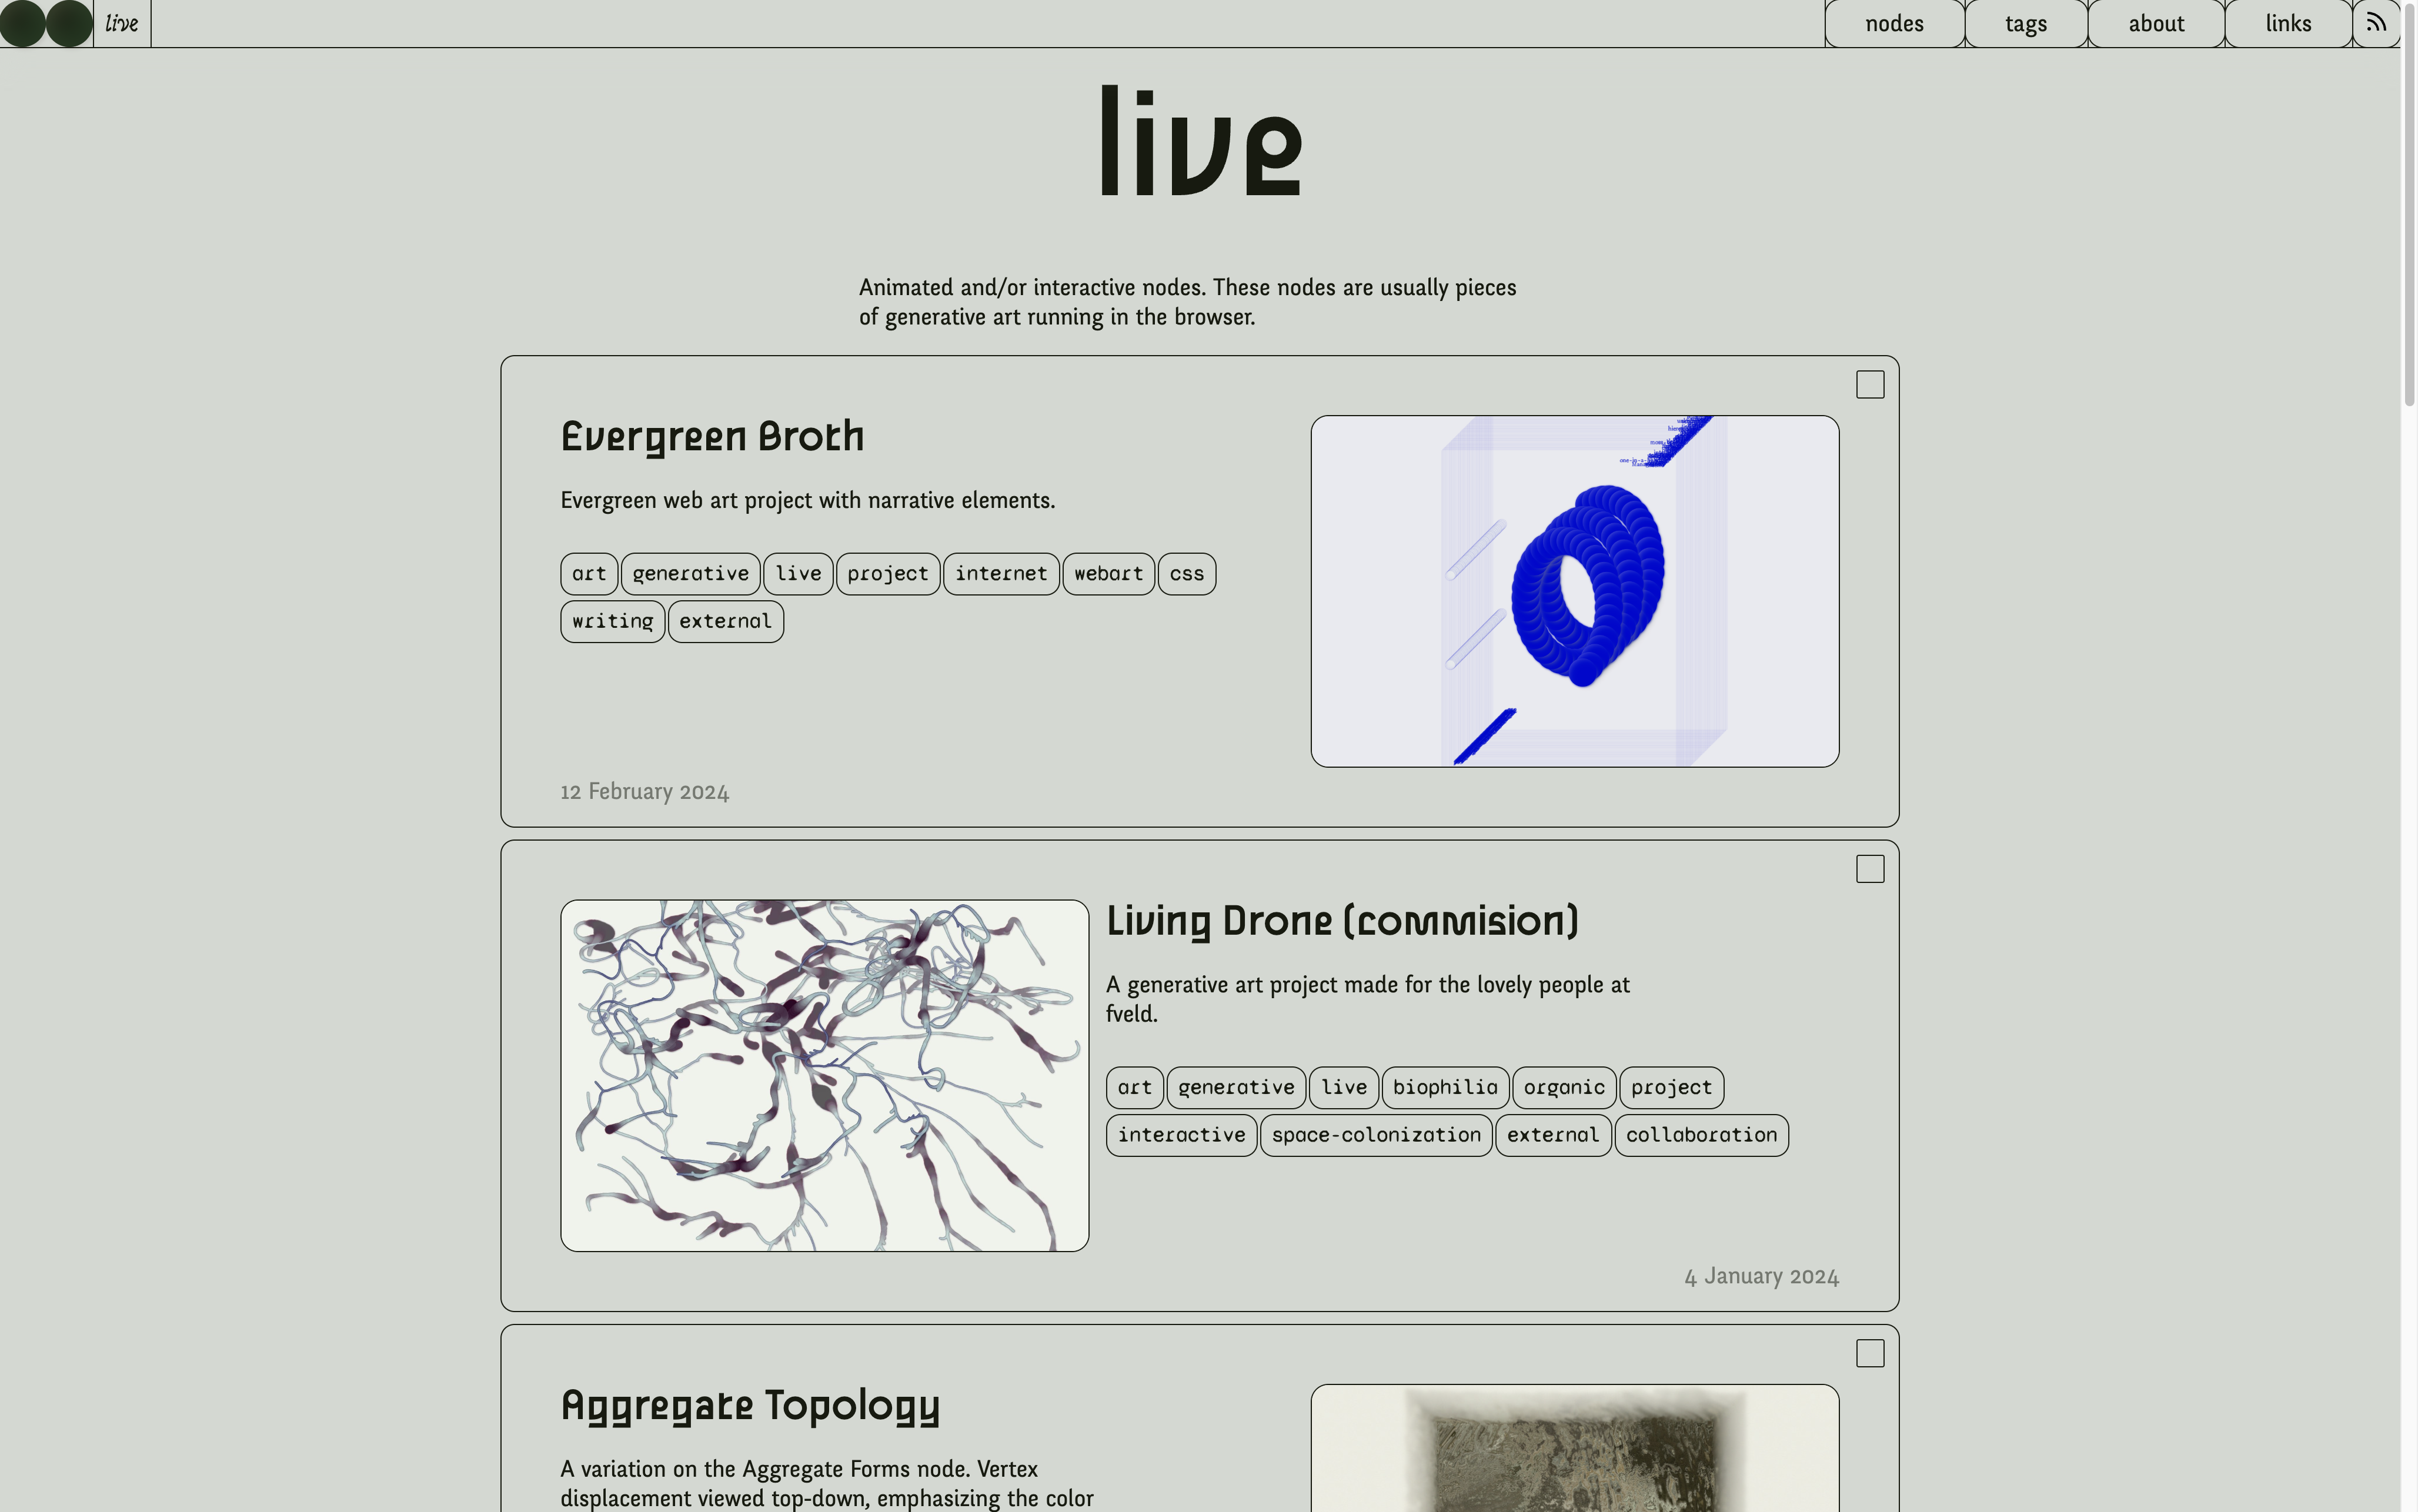 live
nodes
tags
about
links
live
Animated and/or interactive nodes. These nodes are usually pieces
of generative art running in the browser.
Evergreen Broth
Evergreen web art project with narrative elements.
art generative live project internet webart css
writing external
12 February 2024
Living Drone (commision)
A generative art project made for the lovely people at
fveld.
art generative live biophilia organic project
interactive space-colonization external collaboration
4 January 2024
Aggregate Topology
A variation on the Aggregate Forms node. Vertex
displacement viewed top-down, emphasizing the color